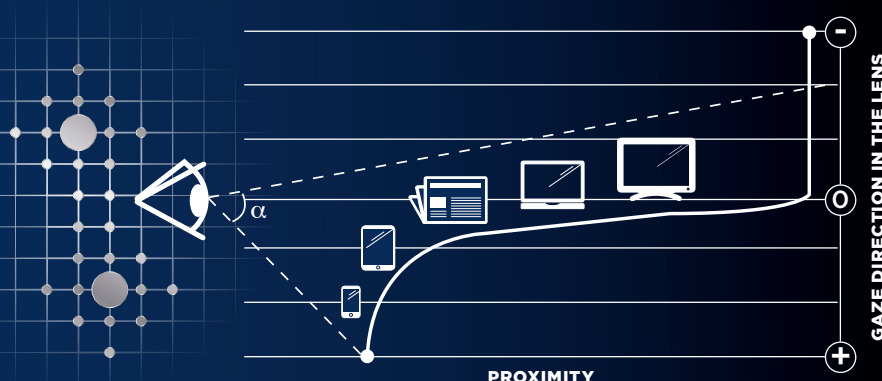 -
α
O
GAZE DIRECTION IN THE LENS
+
PROXIMITY